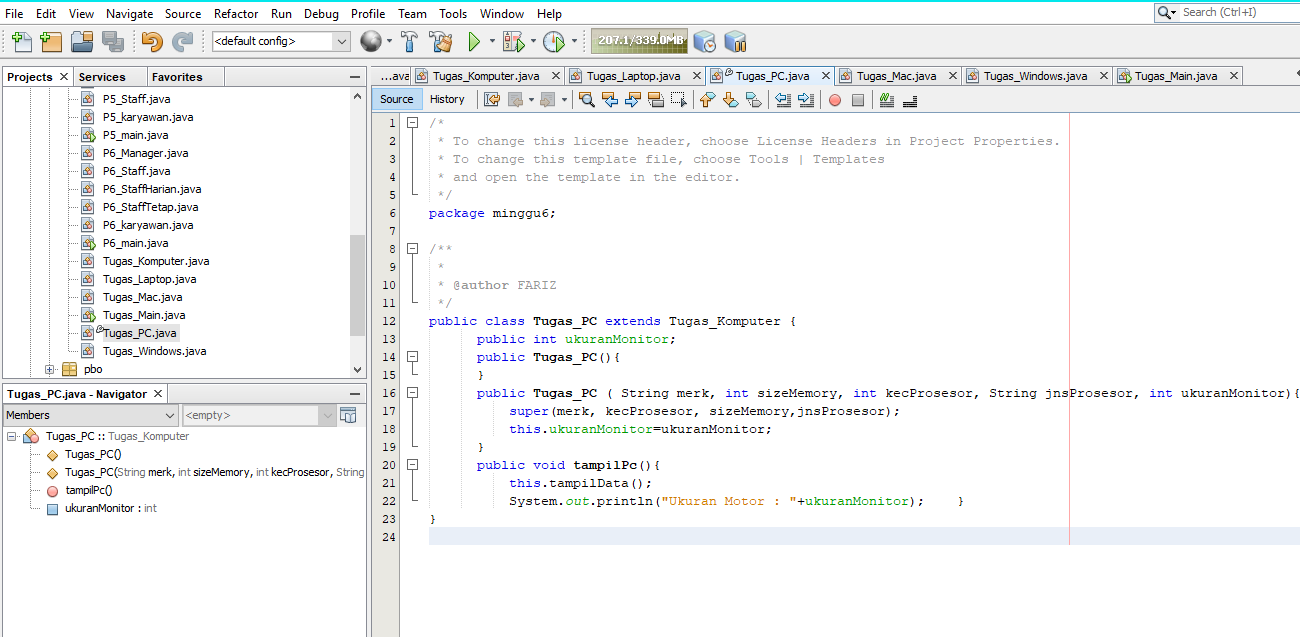 File Edit View Navigate Source Refactor Run Debug Profile Team Tools Window Help
Search (Ctrl+I)
<default config>
207.1/339.0MB
Projects Services Favorites
P5_Staff.java
P5_karyawan.java
P5_main.java
P6_Manager.java
P6_Staff.java
P6_StaffHarian.java
P6_StaffTetap.java
P6_karyawan.java
P6_main.java
Tugas_Komputer.java
Tugas_Laptop.java
Tugas_Mac.java
Tugas_Main.java
Tugas_PC.java
Tugas_Windows.java
pbo
Tugas_PC.java - Navigator
Members <empty>
Tugas_PC :: Tugas_Komputer
Tugas_PC()
Tugas_PC(String merk, int sizeMemory, int kecProsesor, String
tampilPc()
ukuranMonitor : int
...ava Tugas_Komputer.java Tugas_Laptop.java Tugas_PC.java Tugas_Mac.java Tugas_Windows.java Tugas_Main.java
Source History
1 /*
2 * To change this license header, choose License Headers in Project Properties.
3 * To change this template file, choose Tools | Templates
4 * and open the template in the editor.
5 */
6 package minggu6;
7
8 /**
9 *
10 * @author FARIZ
11 */
12 public class Tugas_PC extends Tugas_Komputer {
13 public int ukuranMonitor;
14 public Tugas_PC(){
15 }
16 public Tugas_PC ( String merk, int sizeMemory, int kecProsesor, String jnsProsesor, int ukuranMonitor){
17 super(merk, kecProsesor, sizeMemory,jnsProsesor);
18 this.ukuranMonitor=ukuranMonitor;
19 }
20 public void tampilPc(){
21 this.tampilData();
22 System.out.println("Ukuran Motor : "+ukuranMonitor); }
23 }
24